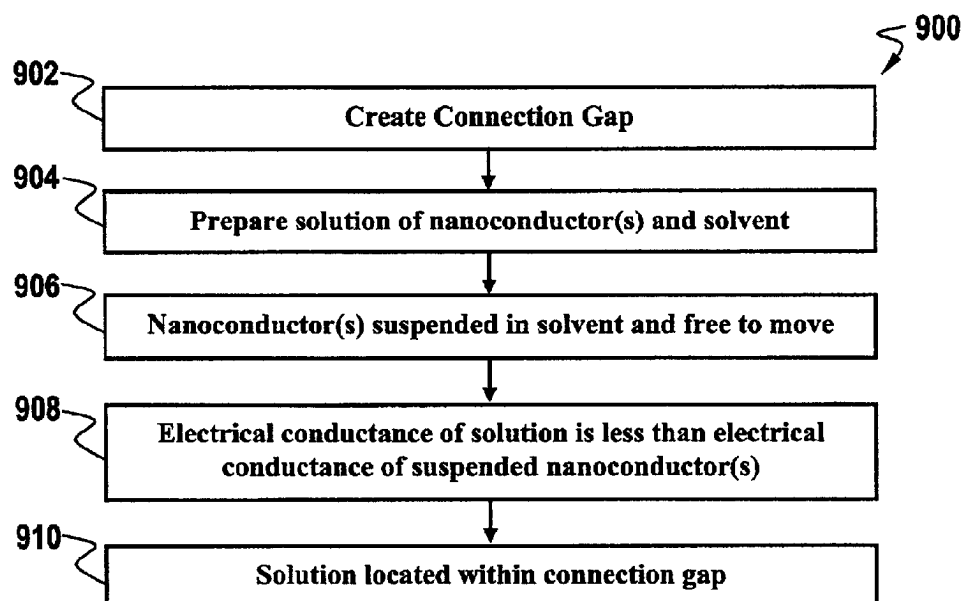 900
902
Create Connection Gap
904
Prepare solution of nanoconductor(s) and solvent
906
Nanoconductor(s) suspended in solvent and free to move
908
Electrical conductance of solution is less than electrical
conductance of suspended nanoconductor(s)
910
Solution located within connection gap